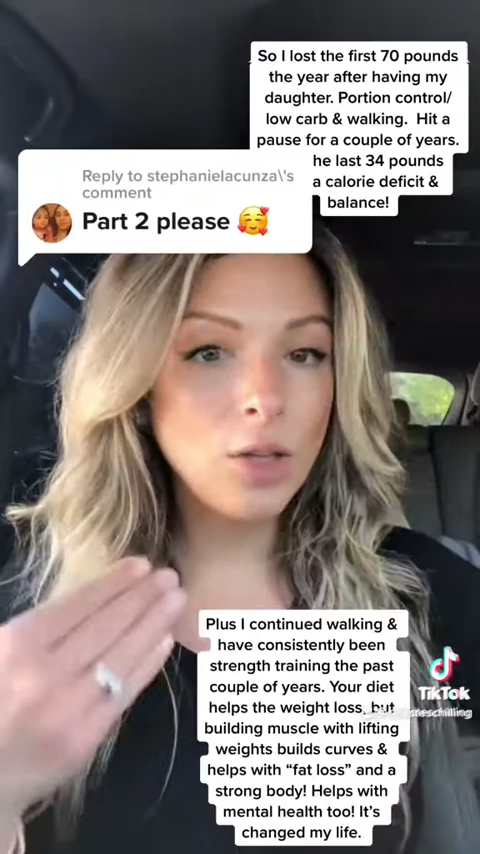 So I lost the first 70 pounds
the year after having my
daughter. Portion control/
low carb & walking.  Hit a
pause for a couple of years.
he last 34 pounds
a calorie deficit &
balance!
Reply to stephanielacunza\'s
comment
Part 2 please 🥰
Plus I continued walking &
have consistently been
strength training the past
couple of years. Your diet
helps the weight loss, but
building muscle with lifting
weights builds curves &
helps with “fat loss” and a
strong body! Helps with
mental health too! It’s
changed my life.
TikTok